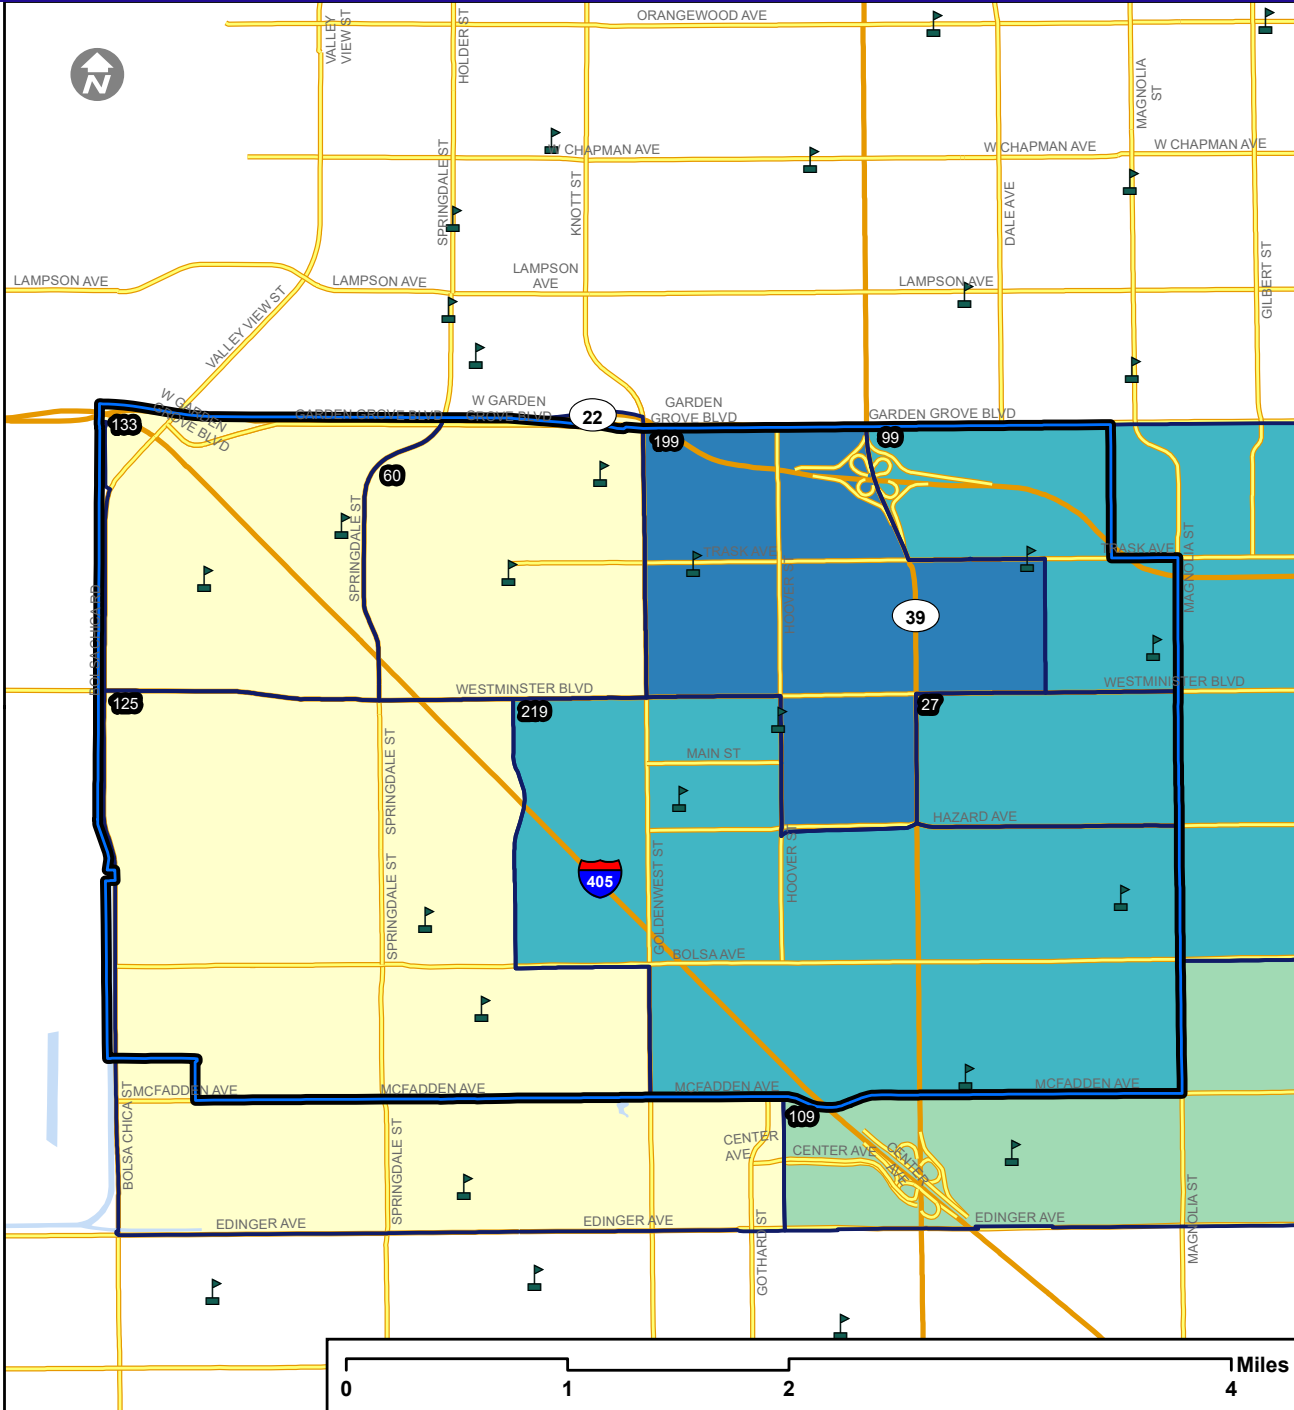 ORANGEWOOD AVE
VALLEY
VIEW ST
HOLDER ST
MAGNOLIA
ST
N
W CHAPMAN AVE
W CHAPMAN AVE
W CHAPMAN AVE
SPRINGDALE ST
KNOTT ST
DALE AVE
GILBERT ST
LAMPSON AVE
LAMPSON AVE
LAMPSON
AVE
LAMPSON AVE
VALLEY VIEW ST
W GARDEN
GROVE BLVD
GARDEN GROVE BLVD
W GARDEN
GROVE BLVD
22
GARDEN
GROVE BLVD
GARDEN GROVE BLVD
133
199
99
60
SPRINGDALE ST
TRASK AVE
TRASK AVE
HOOVER ST
MAGNOLIA ST
39
BOLSA CHICA RD
WESTMINSTER BLVD
WESTMINISTER BLVD
125
219
27
SPRINGDALE ST
MAIN ST
HAZARD AVE
HOOVER ST
GOLDENWEST ST
SPRINGDALE ST
405
BOLSA AVE
MCFADDEN AVE
MCFADDEN AVE
MCFADDEN AVE
MCFADDEN AVE
109
BOLSA CHICA ST
SPRINGDALE ST
CENTER
AVE
CENTER AVE
CENTER
AVE
MAGNOLIA ST
EDINGER AVE
EDINGER AVE
EDINGER AVE
GOTHARD ST
Miles
0
1
2
4